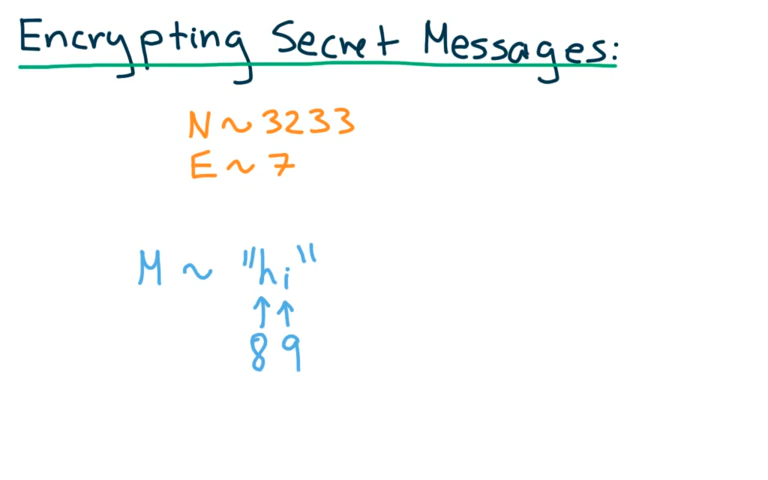 Encrypting Secret Messages:
N ~ 3233
E ~ 7
M ~ "hi"
↑ ↑
8 9